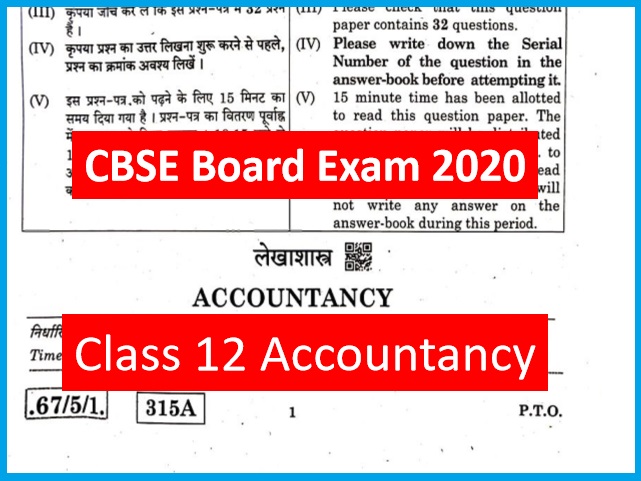 (III) कृपया जाँच कर लें कि इस प्रश्न-पत्र में 32 प्रश्न
हैं ।
(IV) कृपया प्रश्न का उत्तर लिखना शुरू करने से पहले,
प्रश्न का क्रमांक अवश्य लिखें ।
(V) इस प्रश्न-पत्र को पढ़ने के लिए 15 मिनट का
समय दिया गया है । प्रश्न-पत्र का वितरण पूर्वाह्न
(III) Please check that this question
paper contains 32 questions.
(IV) Please write down the Serial
Number of the question in the
answer-book before attempting it.
(V) 15 minute time has been allotted
to read this question paper. The
to
will
not write any answer on the
answer-book during this period.
CBSE Board Exam 2020
लेखाशास्त्र
ACCOUNTANCY
Time
Class 12 Accountancy
.67/5/1. 315A 1 P.T.O.